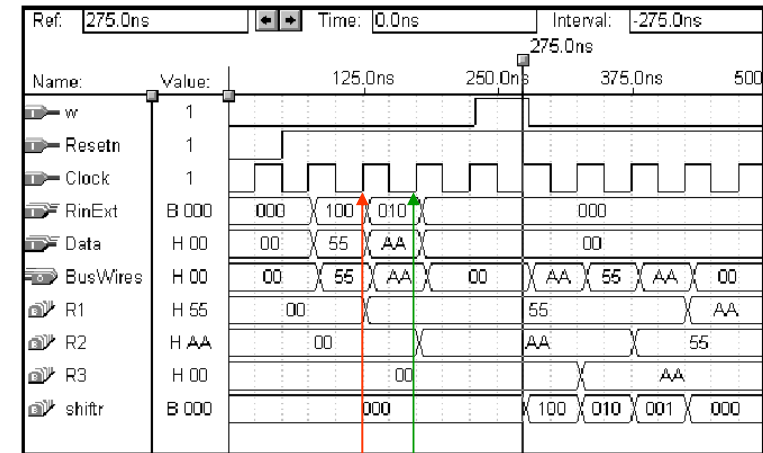 Ref: 275.0ns Time: 0.0ns Interval: -275.0ns
275.0ns
Name: Value: 125.0ns 250.0ns 375.0ns 500
w 1
Resetn 1
Clock 1
RinExt B 000 000 100 010 000
Data H 00 00 55 AA 00
BusWires H 00 00 55 AA 00 AA 55 AA 00
R1 H 55 00 55 AA
R2 H AA 00 AA 55
R3 H 00 00 AA
shiftr B 000 000 100 010 001 000